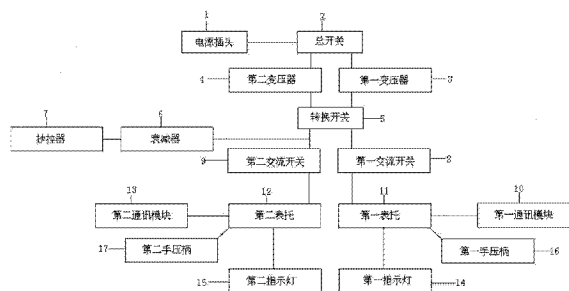 1
2
电源插头
总开关
4
第二变压器
第一变压器
3
7
6
转换开关
5
抄控器
衰减器
9
第二交流开关
第一交流开关
8
13
12
11
10
第二通讯模块
第二表托
第一表托
第一通讯模块
17
第二手压柄
第一手压柄
16
15
第二指示灯
第一指示灯
14